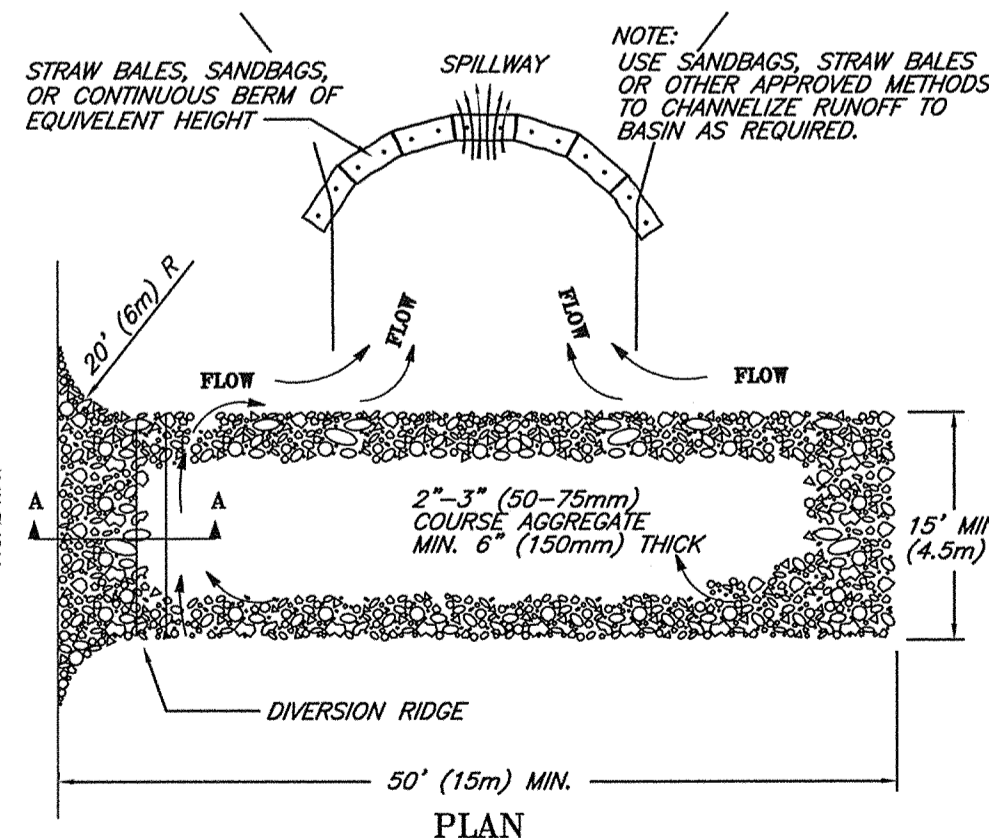 STRAW BALES, SANDBAGS,
OR CONTINUOUS BERM OF
EQUIVELENT HEIGHT
SPILLWAY
NOTE:
USE SANDBAGS, STRAW BALES
OR OTHER APPROVED METHODS
TO CHANNELIZE RUNOFF TO
BASIN AS REQUIRED.
20' (6m) R
FLOW
FLOW
FLOW
FLOW
A
A
2"-3" (50-75mm)
COURSE AGGREGATE
MIN. 6" (150mm) THICK
15' MIN
(4.5m)
DIVERSION RIDGE
50' (15m) MIN.
PLAN